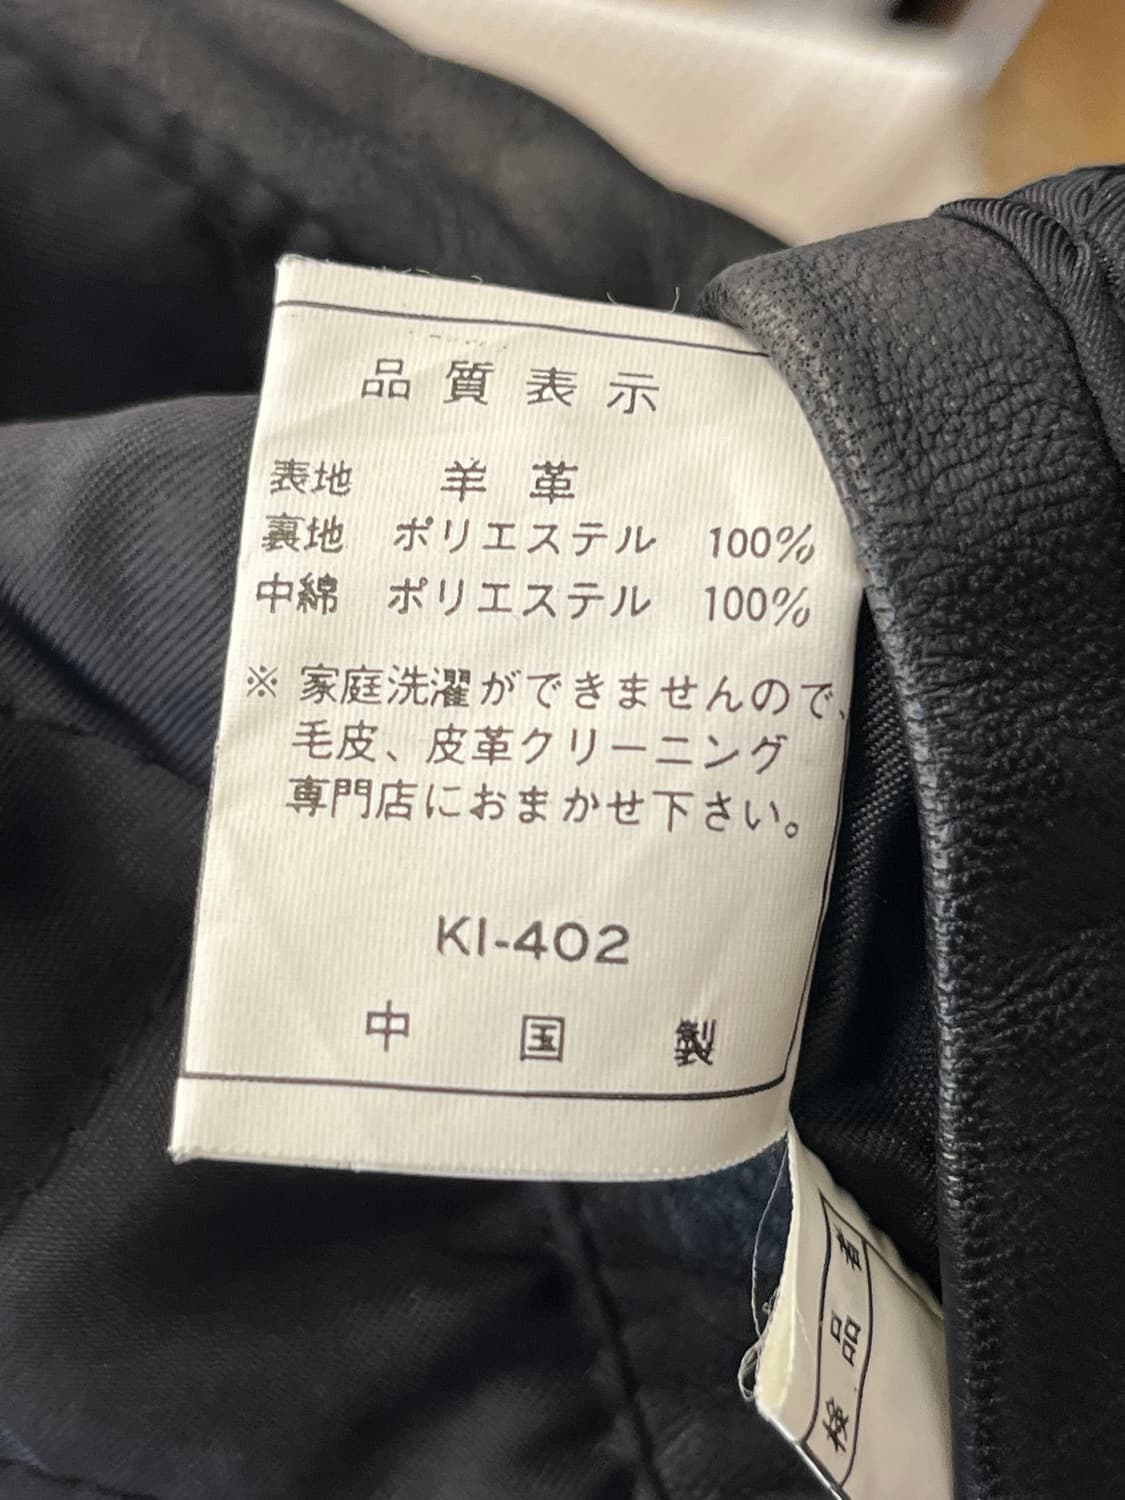 品質表示
表地 羊革
裏地 ポリエステル 100%
中綿 ポリエステル 100%
※ 家庭洗濯ができませんので、
毛皮、皮革クリーニング
専門店におまかせ下さい。
KI-402
中国製
検品者